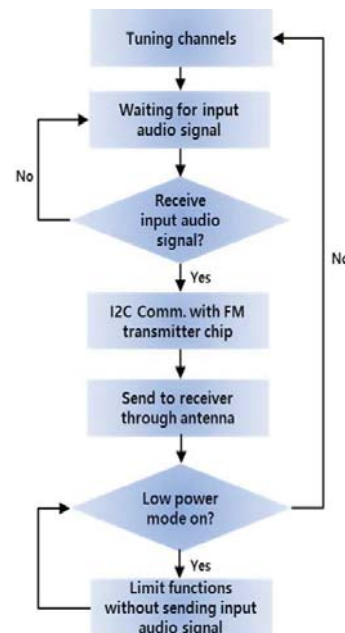 Tuning channels
Waiting for input
audio signal
No
Receive
input audio
signal?
Yes
No
I2C Comm. with FM
transmitter chip
Send to receiver
through antenna
Low power
mode on?
Yes
Limit functions
without sending input
audio signal